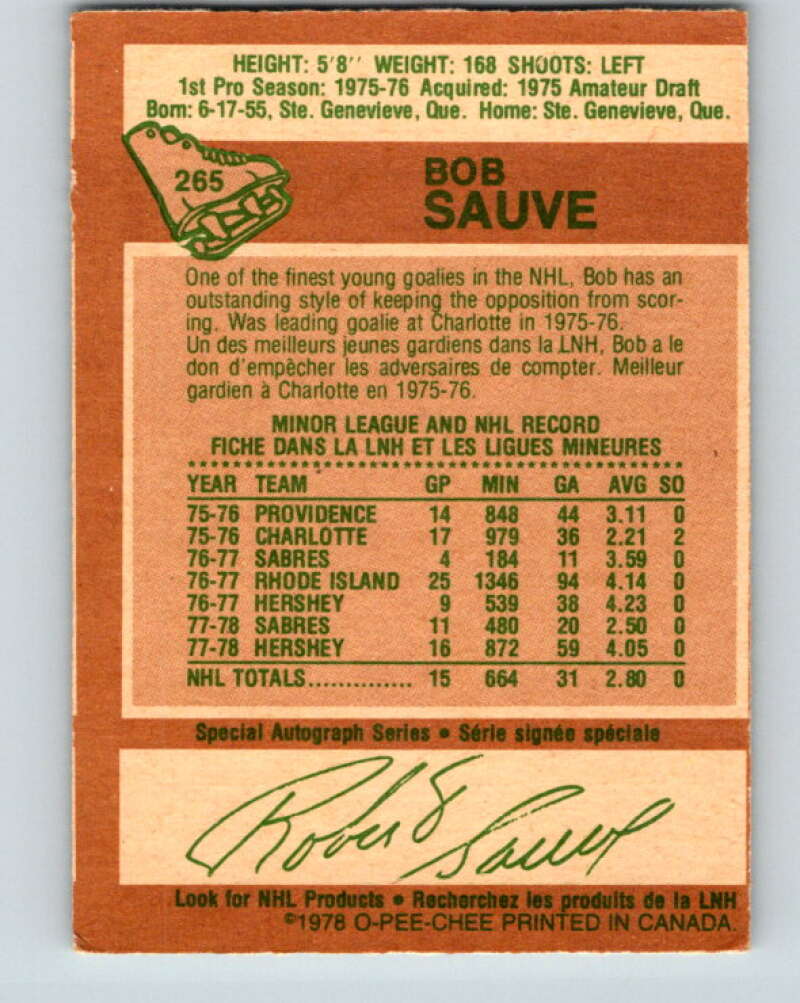 HEIGHT: 5'8'' WEIGHT: 168 SHOOTS: LEFT
1st Pro Season: 1975-76 Acquired: 1975 Amateur Draft
Born: 6-17-55, Ste. Genevieve, Que. Home: Ste. Genevieve, Que.
265
BOB
SAUVE
One of the finest young goalies in the NHL, Bob has an
outstanding style of keeping the opposition from scor-
ing. Was leading goalie at Charlotte in 1975-76.
Un des meilleurs jeunes gardiens dans la LNH, Bob a le
don d'empêcher les adversaires de compter. Meilleur
gardien à Charlotte en 1975-76.
MINOR LEAGUE AND NHL RECORD
FICHE DANS LA LNH ET LES LIGUES MINEURES
YEAR TEAM GP MIN GA AVG SO
75-76 PROVIDENCE 14 848 44 3.11 0
75-76 CHARLOTTE 17 979 36 2.21 2
76-77 SABRES 4 184 11 3.59 0
76-77 RHODE ISLAND 25 1346 94 4.14 0
76-77 HERSHEY 9 539 38 4.23 0
77-78 SABRES 11 480 20 2.50 0
77-78 HERSHEY 16 872 59 4.05 0
NHL TOTALS.............. 15 664 31 2.80 0
Special Autograph Series • Série signée spéciale
Robert Sauve
Look for NHL Products • Recherchez les produits de la LNH
©1978 O-PEE-CHEE PRINTED IN CANADA.